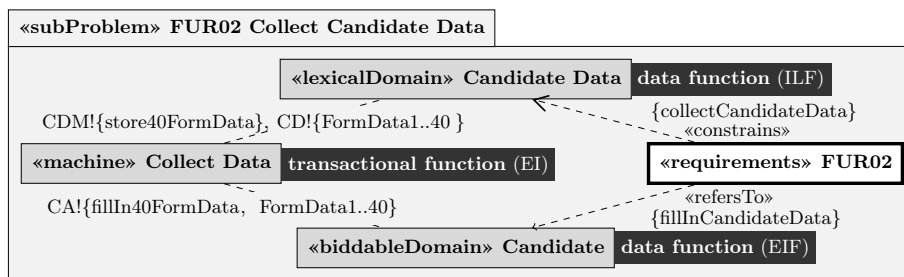 «subProblem» FUR02 Collect Candidate Data
«lexicalDomain» Candidate Data data function (ILF)
CDM!{store40FormData}, CD!{FormData1..40 }
{collectCandidateData}
«constrains»
«machine» Collect Data transactional function (EI)
«requirements» FUR02
CA!{fillIn40FormData, FormData1..40}
«refersTo»
{fillInCandidateData}
«biddableDomain» Candidate data function (EIF)